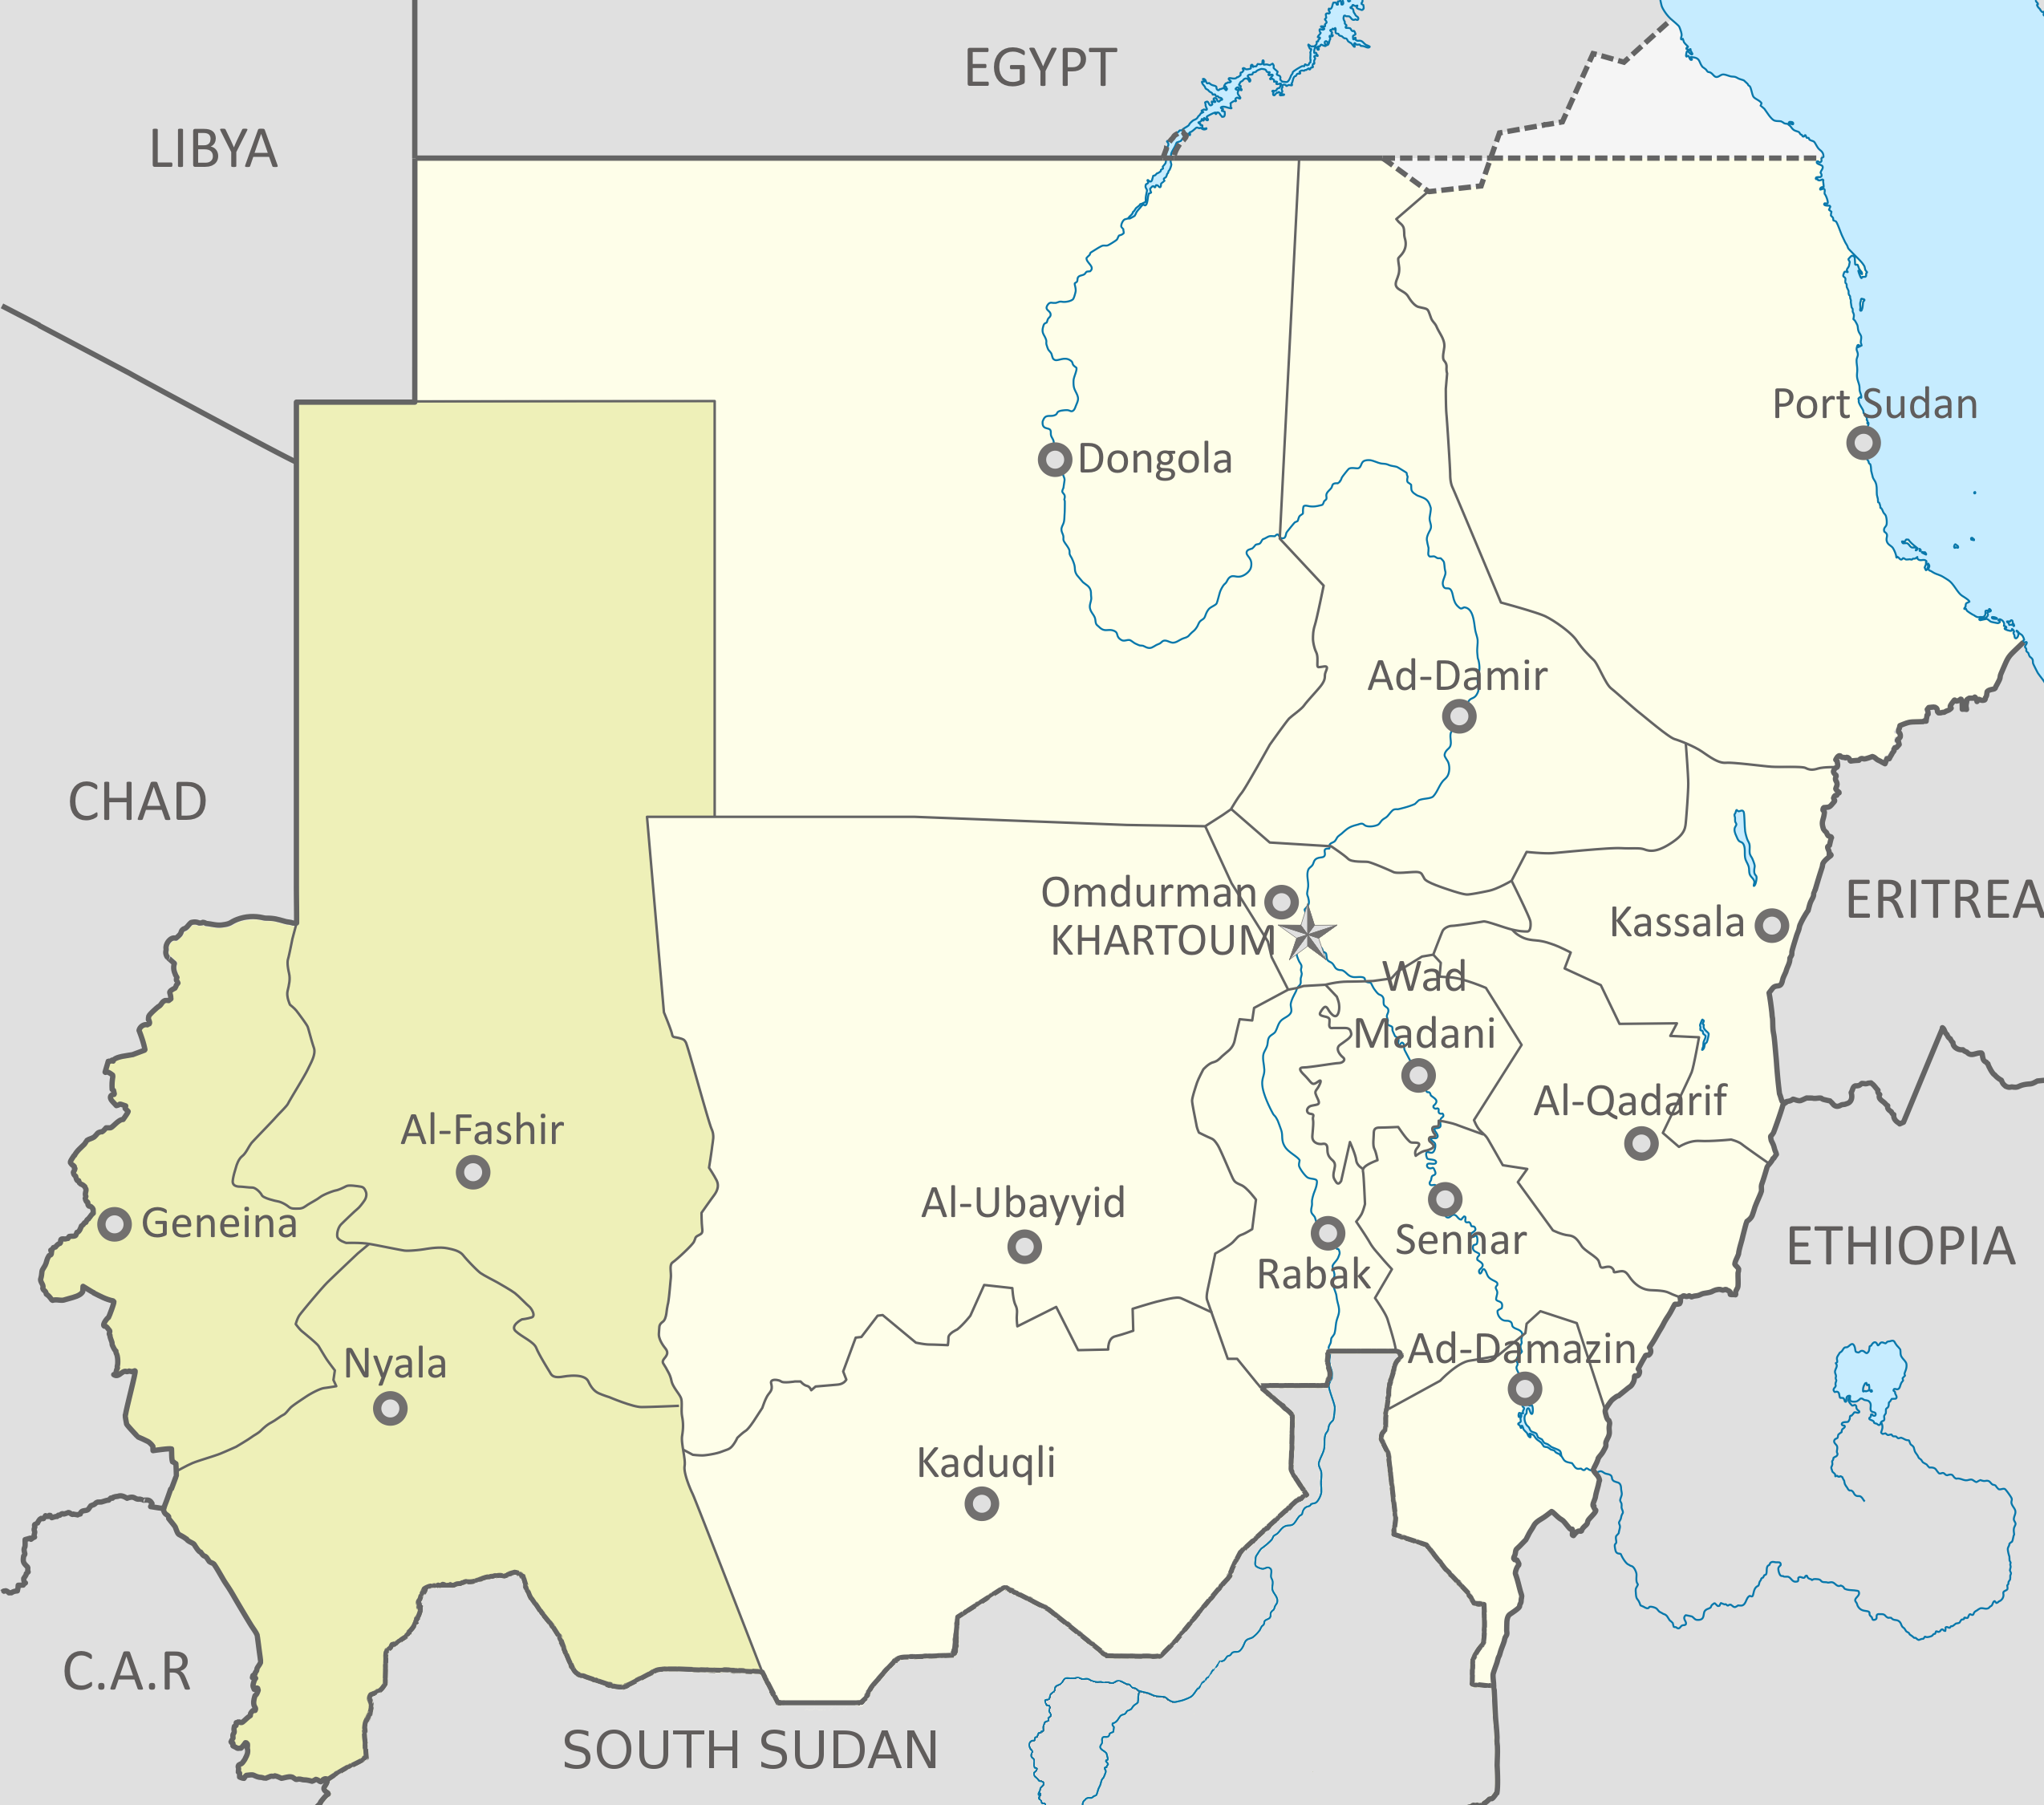 EGYPT
LIBYA
Port Sudan
Dongola
Ad-Damir
CHAD
Omdurman
ERITREA
Kassala
KHARTOUM
Wad
Madani
Al-Qadarif
Al-Fashir
Al-Ubayyid
Geneina
Sennar
ETHIOPIA
Rabak
Ad-Damazin
Nyala
Kaduqli
C.A.R
SOUTH SUDAN